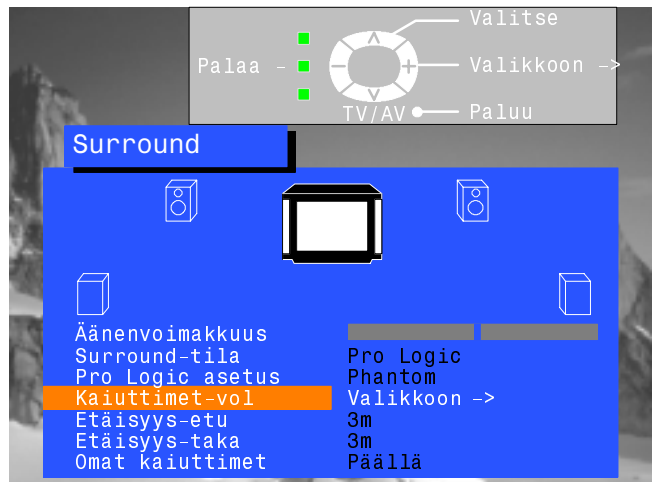 Valitse
Palaa –
Valikkoon –>
TV/AV
Paluu
Surround
Äänenvoimakkuus
Surround-tila Pro Logic
Pro Logic asetus Phantom
Kaiuttimet-vol Valikkoon –>
Etäisyys-etu 3m
Etäisyys-taka 3m
Omat kaiuttimet Päällä